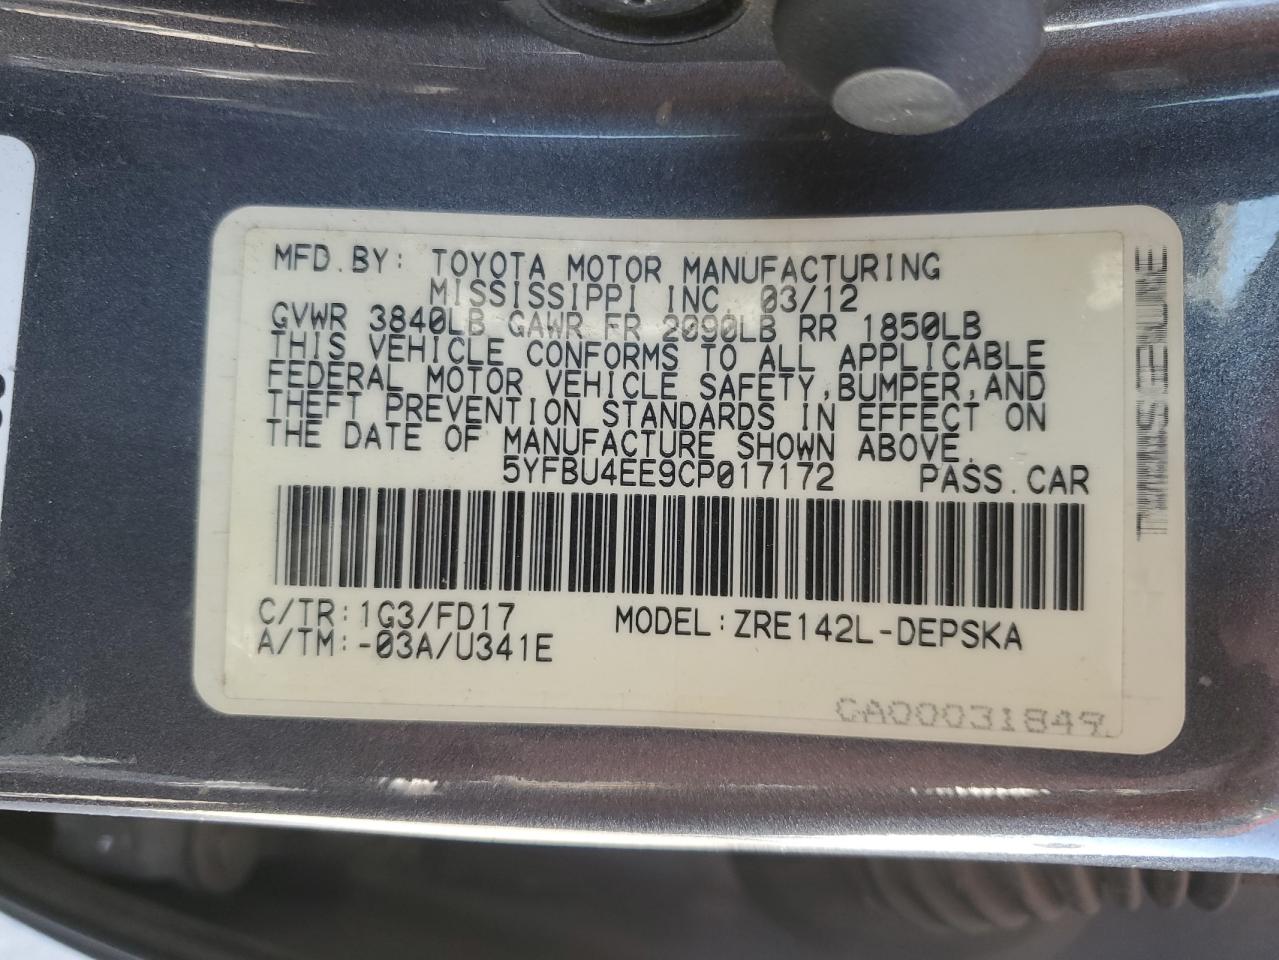 MFD.BY: TOYOTA MOTOR MANUFACTURING
MISSISSIPPI INC 03/12
GVWR 3840LB GAWR FR 2090LB RR 1850LB
THIS VEHICLE CONFORMS TO ALL APPLICABLE
FEDERAL MOTOR VEHICLE SAFETY,BUMPER,AND
THEFT PREVENTION STANDARDS IN EFFECT ON
THE DATE OF MANUFACTURE SHOWN ABOVE.
5YFBU4EE9CP017172 PASS.CAR
C/TR:1G3/FD17 MODEL:ZRE142L-DEPSKA
A/TM:-03A/U341E
CA00031849